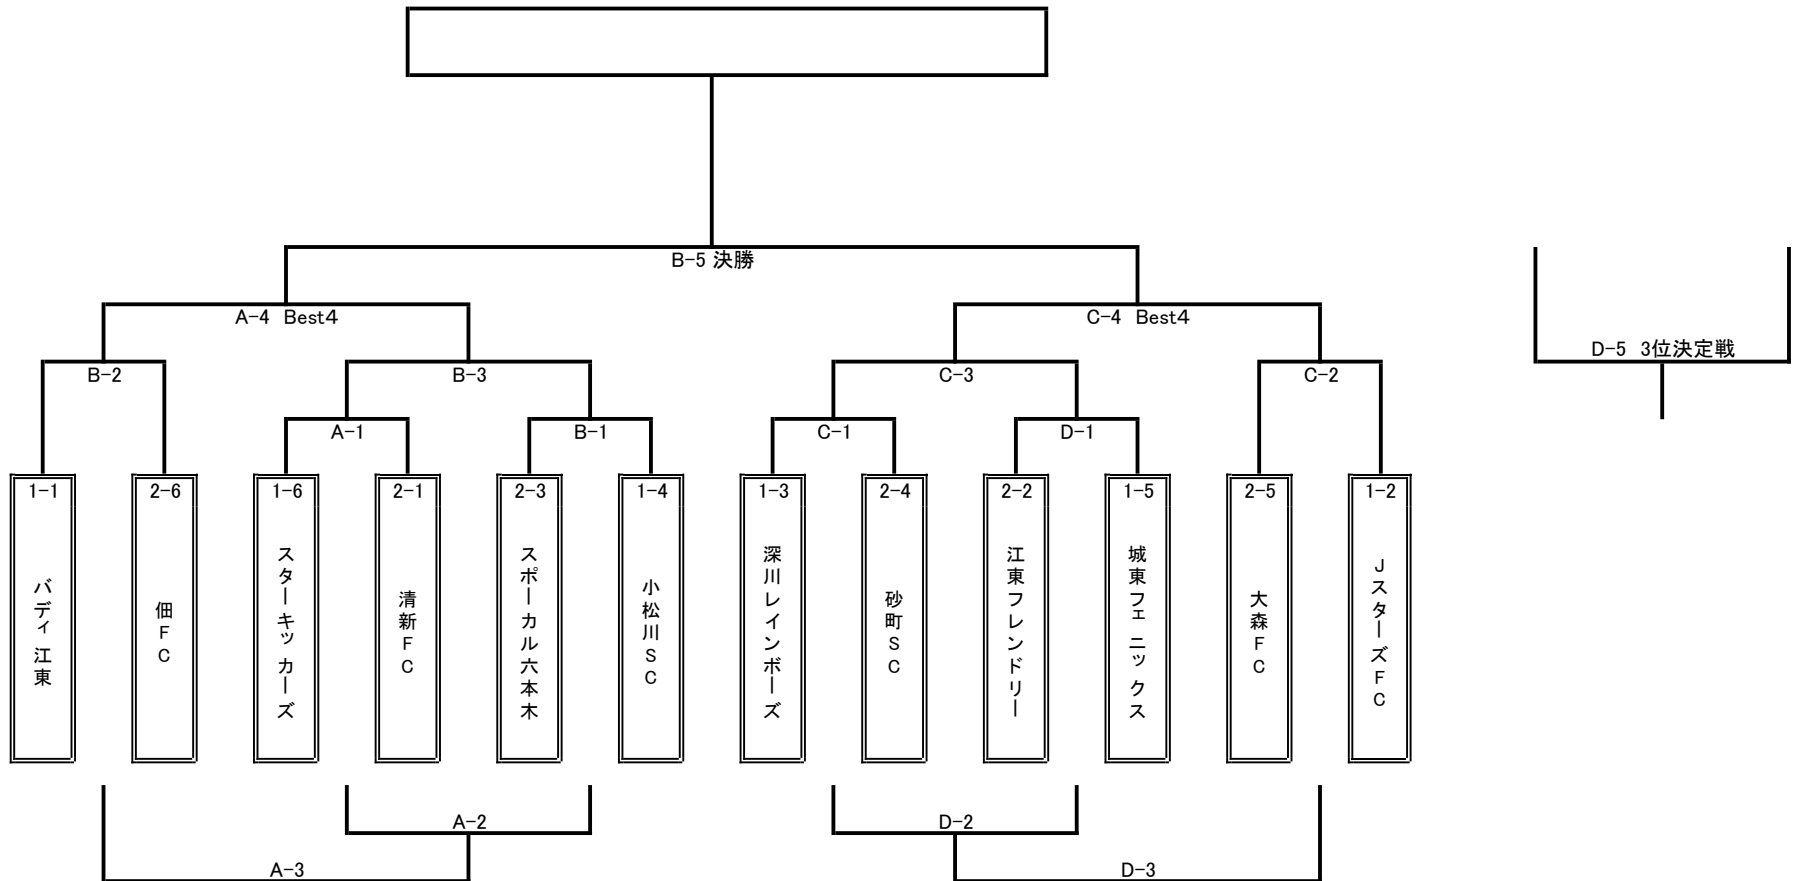 B-5 決勝
A-4 Best4
C-4 Best4
D-5 3位決定戦
B-2
B-3
C-3
C-2
A-1
B-1
C-1
D-1
1-1
2-6
1-6
2-1
2-3
1-4
1-3
2-4
2-2
1-5
2-5
1-2
バディ江東
佃FC
スターキッカーズ
清新FC
スポーカル六本木
小松川SC
深川レインボーズ
砂町SC
江東フレンドリー
城東フェニックス
大森FC
JスターズFC
A-2
D-2
A-3
D-3